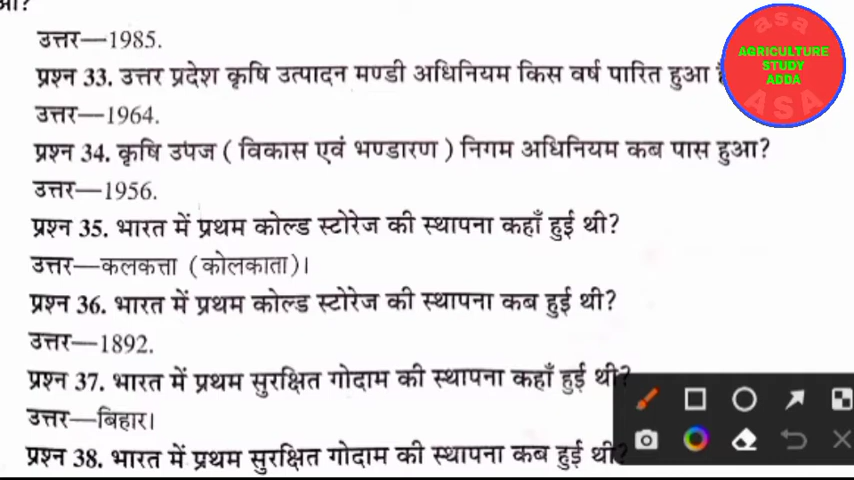 उत्तर—1985.
प्रश्न 33. उत्तर प्रदेश कृषि उत्पादन मण्डी अधिनियम किस वर्ष पारित हुआ
उत्तर—1964.
प्रश्न 34. कृषि उपज ( विकास एवं भण्डारण ) निगम अधिनियम कब पास हुआ?
उत्तर—1956.
प्रश्न 35. भारत में प्रथम कोल्ड स्टोरेज की स्थापना कहाँ हुई थी?
उत्तर—कलकत्ता (कोलकाता)।
प्रश्न 36. भारत में प्रथम कोल्ड स्टोरेज की स्थापना कब हुई थी?
उत्तर—1892.
प्रश्न 37. भारत में प्रथम सुरक्षित गोदाम की स्थापना कहाँ हुई थी?
उत्तर—बिहार।
प्रश्न 38. भारत में प्रथम सुरक्षित गोदाम की स्थापना कब हुई थी?
asa
AGRICULTURE
STUDY
ADDA
ASA